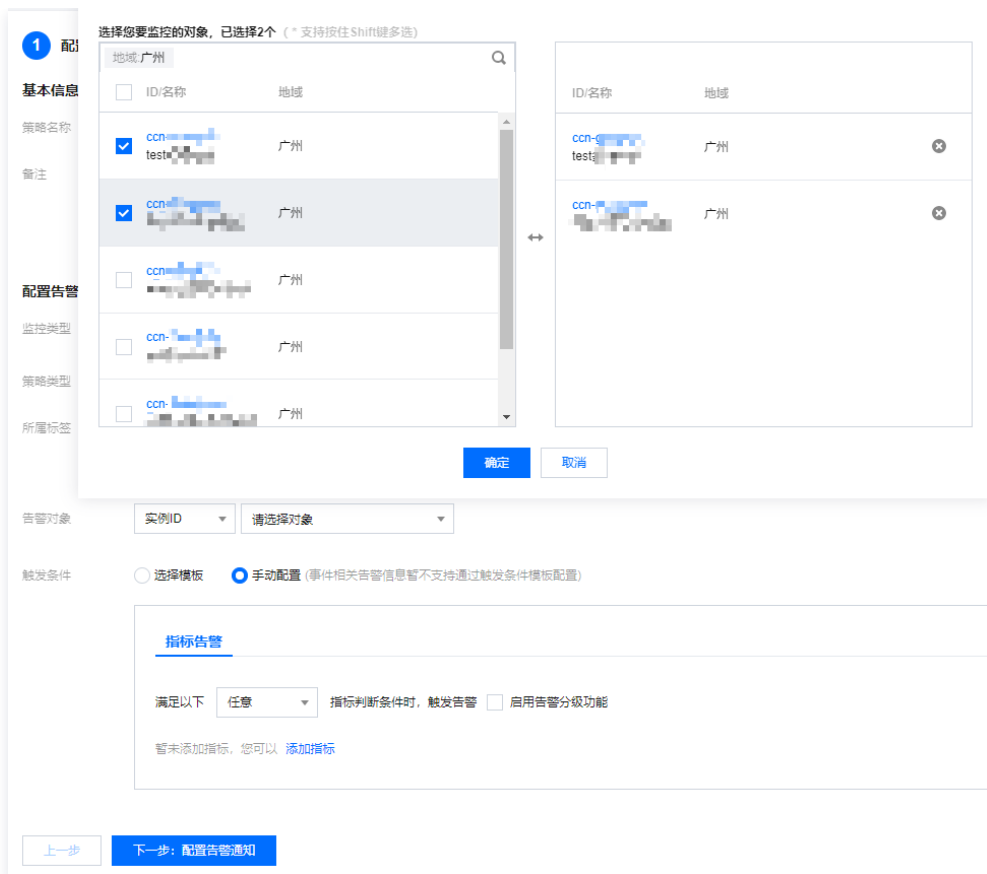 选择您要监控的对象，已选择2个 (* 支持按住Shift键多选)
1 配
地域:广州
基本信息
ID/名称 地域
ID/名称 地域
策略名称
ccn-
test
广州
ccn-
test
广州
备注
ccn-
广州
ccn-
广州
ccn-
广州
配置告警
监控类型
ccn-
广州
策略类型
ccn-
广州
所属标签
确定 取消
告警对象 实例ID 请选择对象
触发条件 选择模板 手动配置 (事件相关告警信息暂不支持通过触发条件模板配置)
指标告警
满足以下 任意 指标判断条件时，触发告警 启用告警分级功能
暂未添加指标，您可以 添加指标
上一步 下一步：配置告警通知